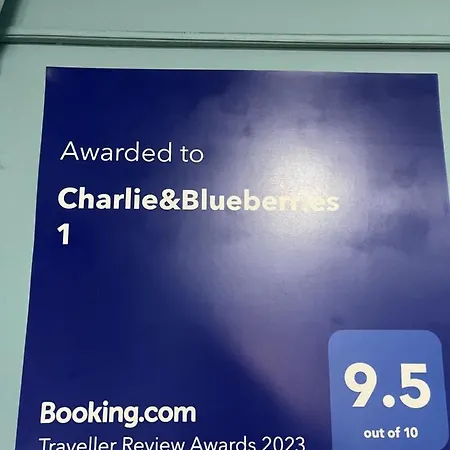 Awarded to
Charlie&Blueberries
1
9.5
out of 10
Booking.com
Traveller Review Awards 2023